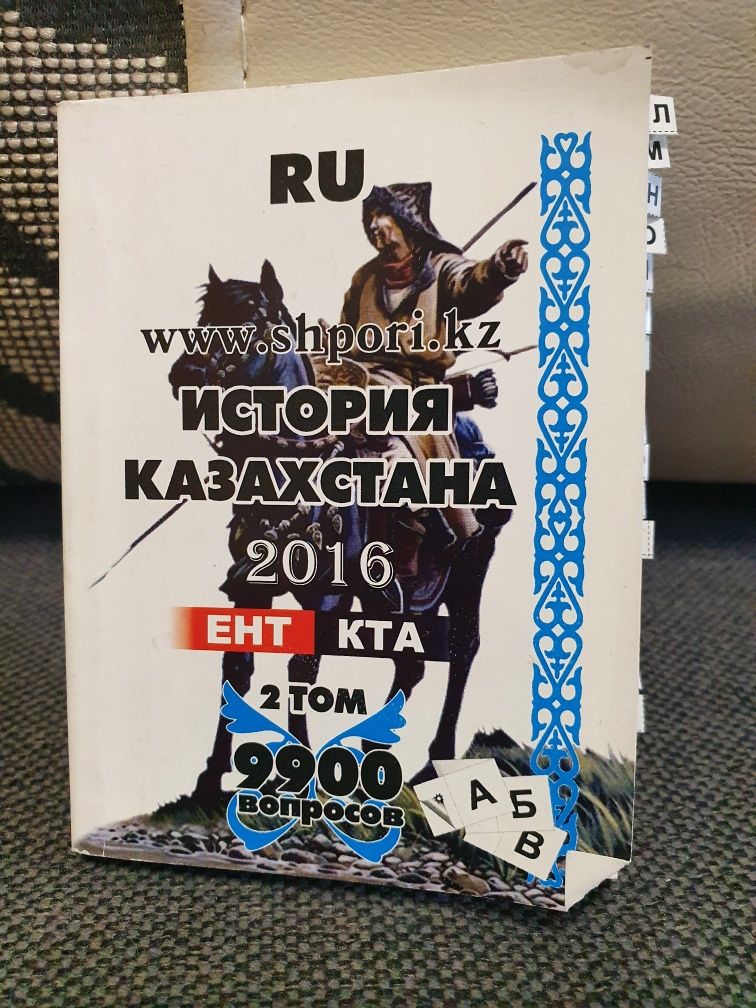 RU
www.shpori.kz
ИСТОРИЯ
КАЗАХСТАНА
2016
ЕНТ КТА
2 ТОМ
9900
вопросов
* А Б
В
Л
М
Н
О